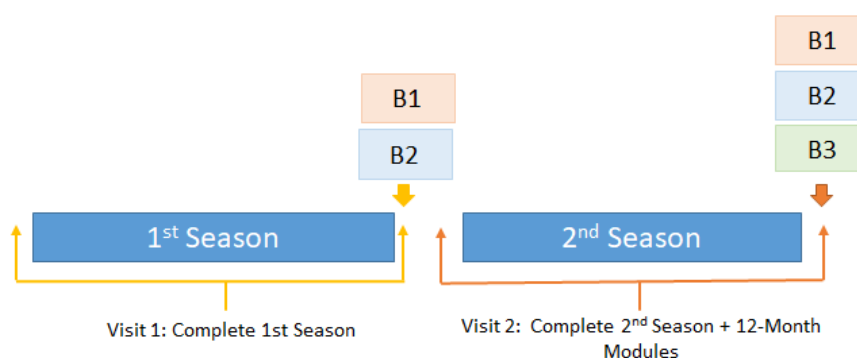 B1
B2
B1
B2
B3
1st Season
2nd Season
Visit 1: Complete 1st Season
Visit 2:  Complete 2nd Season + 12-Month
Modules